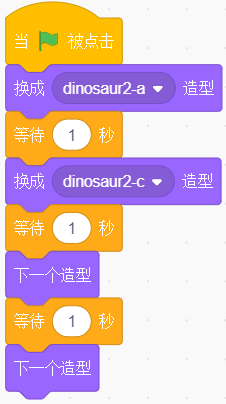 当 被点击
换成 dinosaur2-a 造型
等待 1 秒
换成 dinosaur2-c 造型
等待 1 秒
下一个造型
等待 1 秒
下一个造型